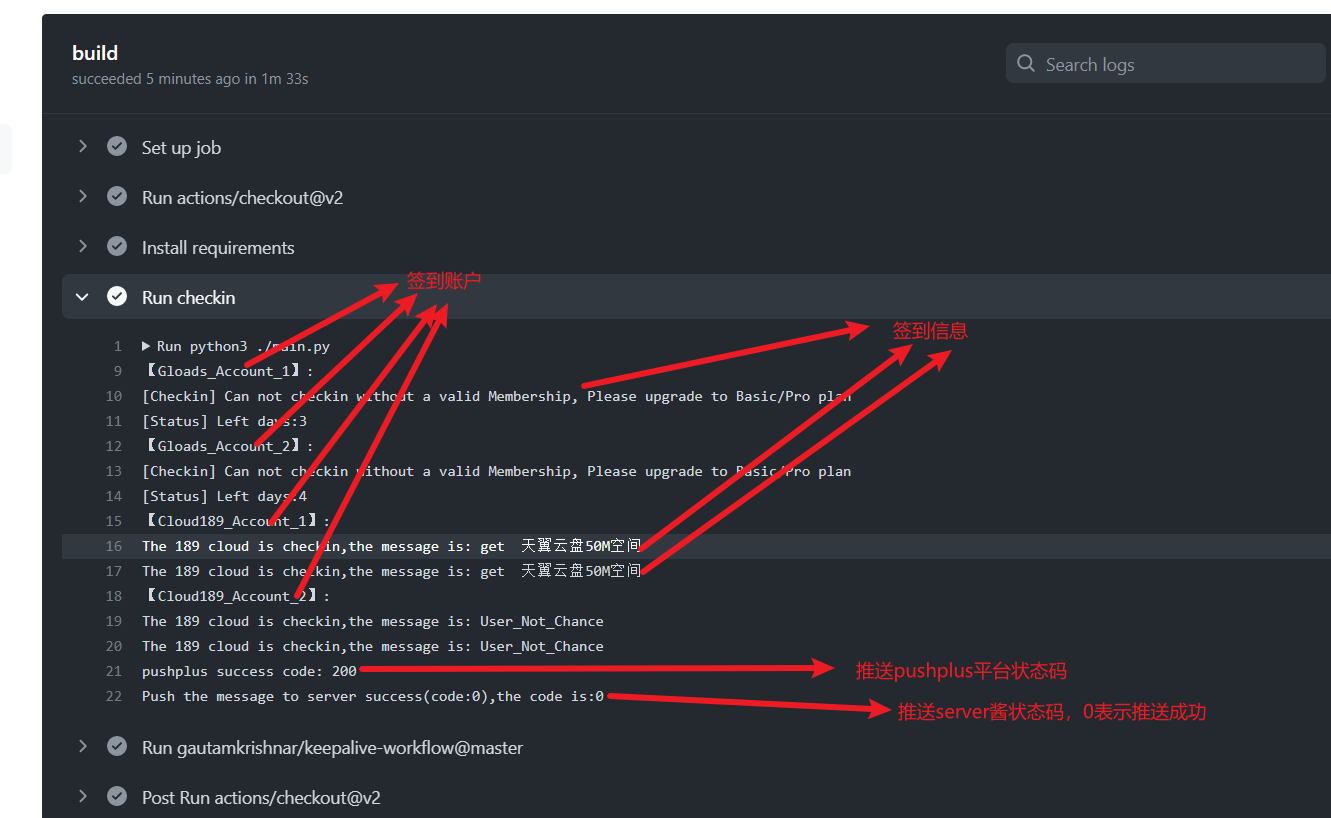 build
succeeded 5 minutes ago in 1m 33s
Search logs
Set up job
Run actions/checkout@v2
Install requirements
签到账户
Run checkin
签到信息
1 Run python3 ./main.py
9 【Gloads_Account_1】:
10 [Checkin] Can not checkin without a valid Membership, Please upgrade to Basic/Pro plan
11 [Status] Left days:3
12 【Gloads_Account_2】:
13 [Checkin] Can not checkin without a valid Membership, Please upgrade to Basic/Pro plan
14 [Status] Left days:4
15 【Cloud189_Account_1】:
16 The 189 cloud is checkin,the message is: get 天翼云盘50M空间
17 The 189 cloud is checkin,the message is: get 天翼云盘50M空间
18 【Cloud189_Account_2】:
19 The 189 cloud is checkin,the message is: User_Not_Chance
20 The 189 cloud is checkin,the message is: User_Not_Chance
21 pushplus success code: 200
推送pushplus平台状态码
22 Push the message to server success(code:0),the code is:0
推送server酱状态码，0表示推送成功
Run gautamkrishnar/keepalive-workflow@master
Post Run actions/checkout@v2